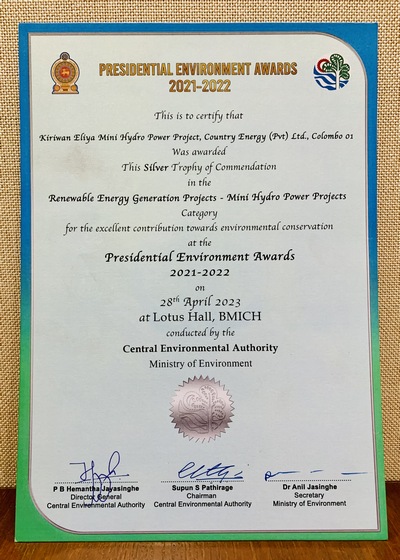 PRESIDENTIAL ENVIRONMENT AWARDS
2021-2022
This is to certify that
Kiriwan Eliya Mini Hydro Power Project, Country Energy (Pvt) Ltd., Colombo 01
Was awarded
This Silver Trophy of Commendation
in the
Renewable Energy Generation Projects - Mini Hydro Power Projects
Category
for the excellent contribution towards environmental conservation
at the
Presidential Environment Awards
2021-2022
on
28th April 2023
at Lotus Hall, BMICH
conducted by the
Central Environmental Authority
Ministry of Environment
P B Hemantha Jayasinghe
Director General
Central Environmental Authority
Supun S Pathirage
Chairman
Central Environmental Authority
Dr Anil Jasinghe
Secretary
Ministry of Environment